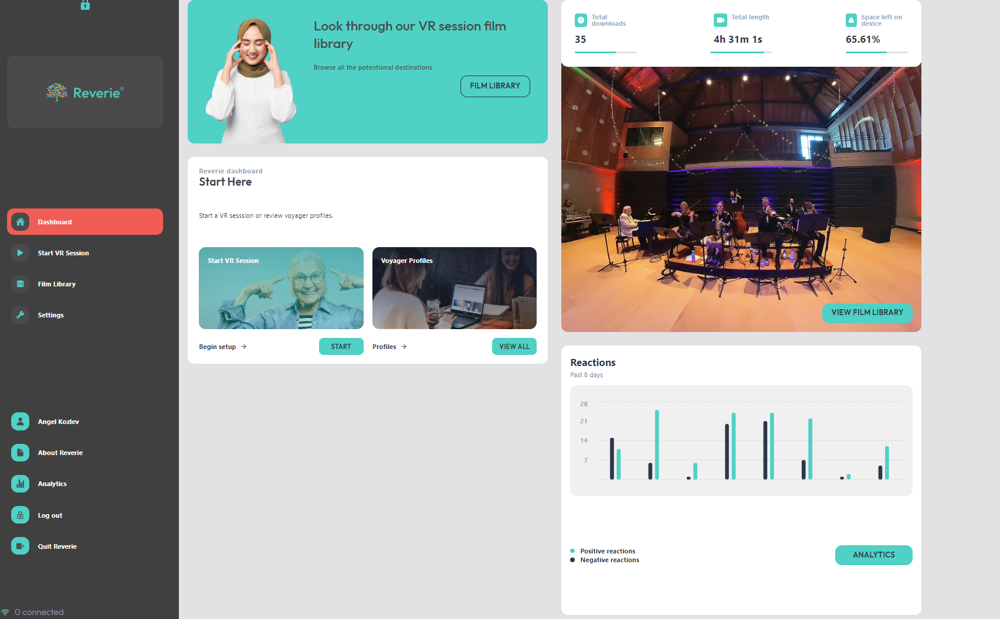 Reverie®
Dashboard
Start VR Session
Film Library
Settings
Angel Kozlev
About Reverie
Analytics
Log out
Quit Reverie
0 connected
Look through our VR session film
library
Browse all the potentional destinations
FILM LIBRARY
Reverie dashboard
Start Here
Start a VR sesssion or review voyager profiles.
Start VR Session
Voyager Profiles
Begin setup →
START
Profiles →
VIEW ALL
Total
downloads
35
Total length
4h 31m 1s
Space left on
device
65.61%
VIEW FILM LIBRARY
Reactions
Past 8 days
28
21
14
7
Positive reactions
Negative reactions
ANALYTICS